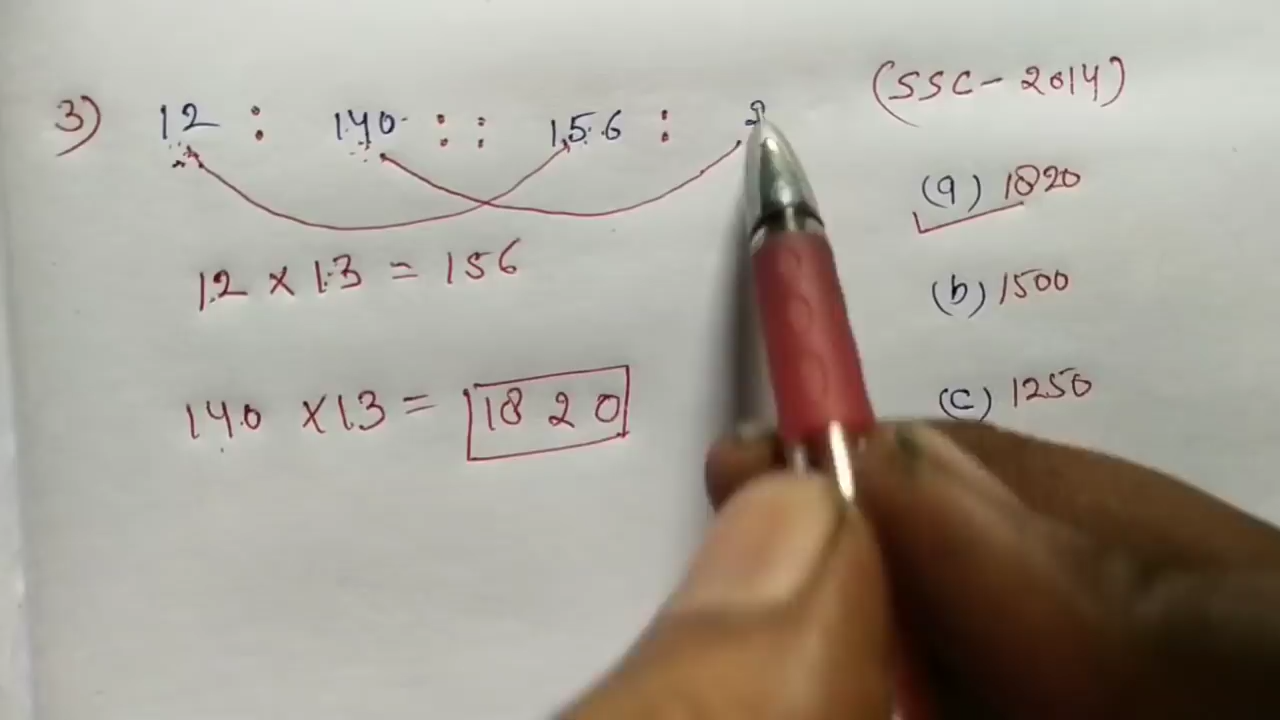 3) 12 : 140 :: 156 : ?
(SSC - 2014)
(a) 1820
12 x 13 = 156
(b) 1500
140 x 13 = 1820
(c) 1250